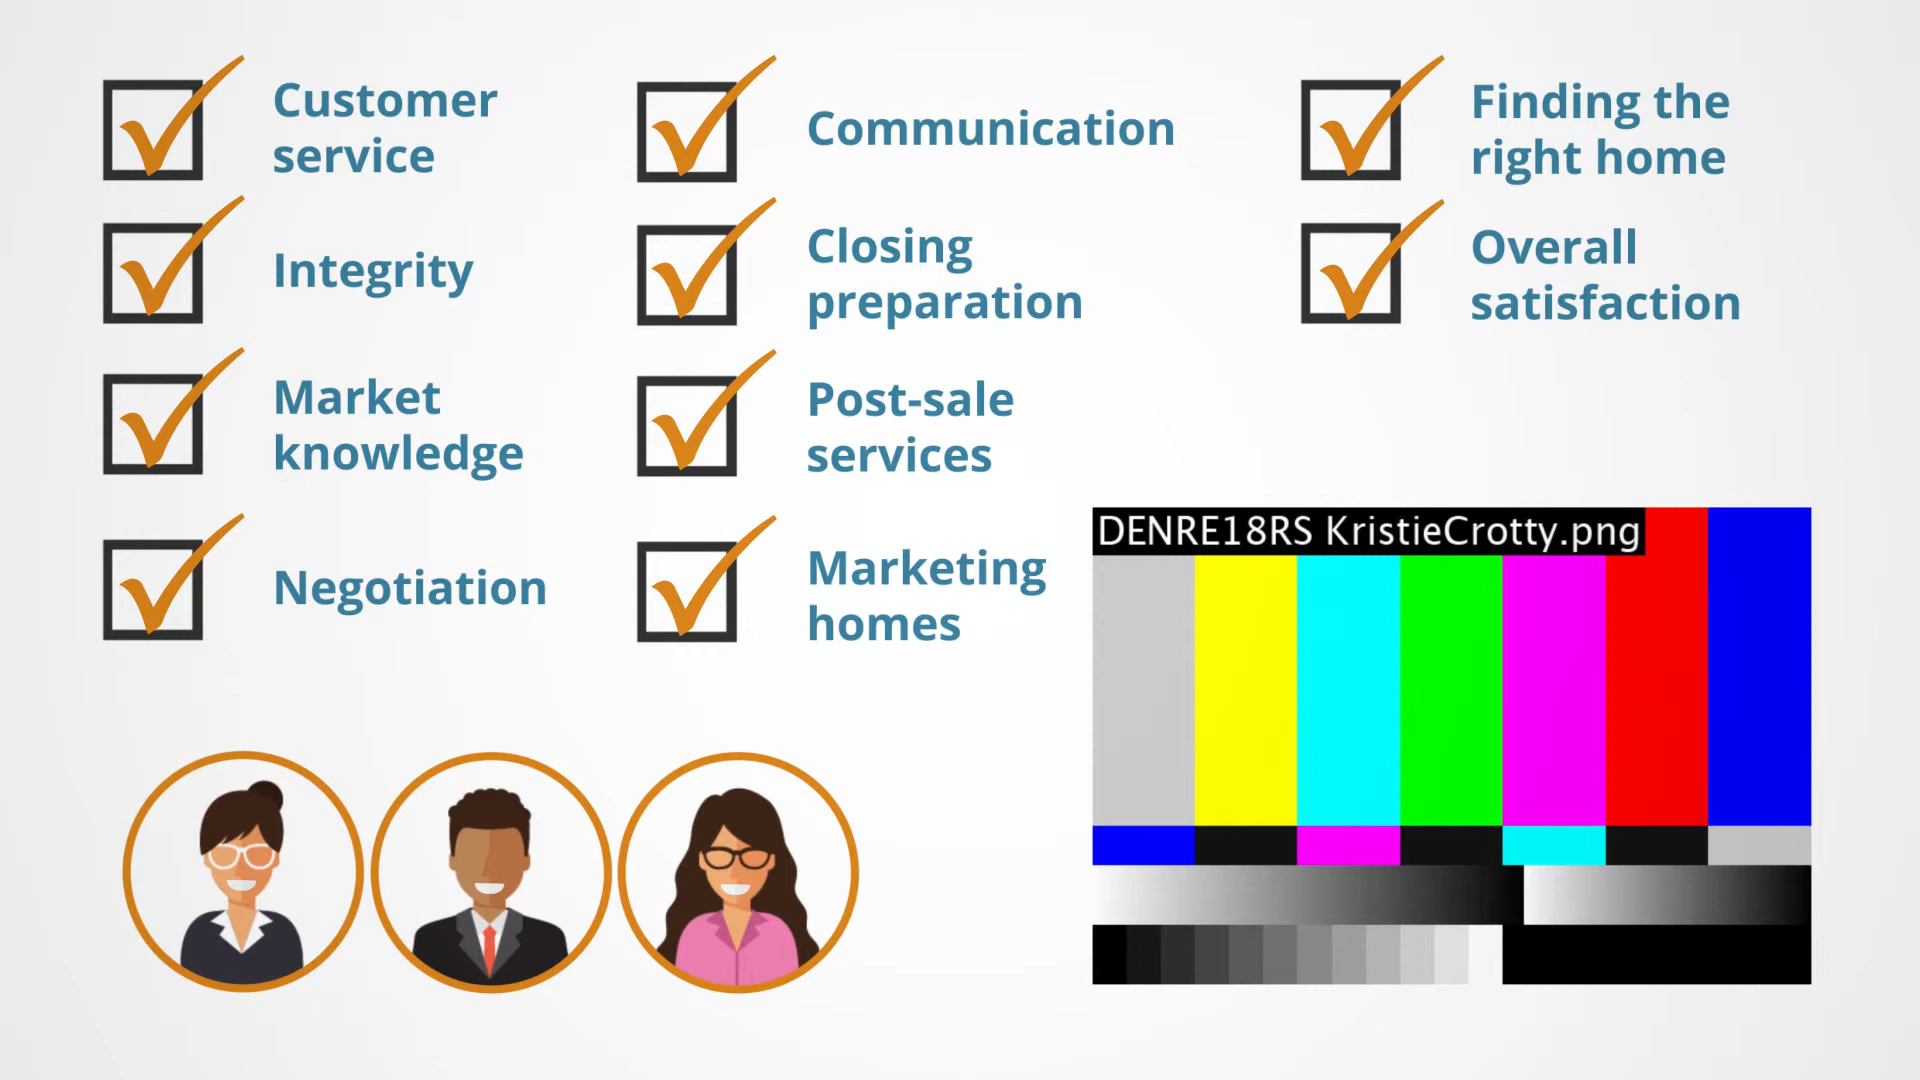 Customer
service
Integrity
Market
knowledge
Negotiation
Communication
Closing
preparation
Post-sale
services
Marketing
homes
Finding the
right home
Overall
satisfaction
DENRE18RS KristieCrotty.png